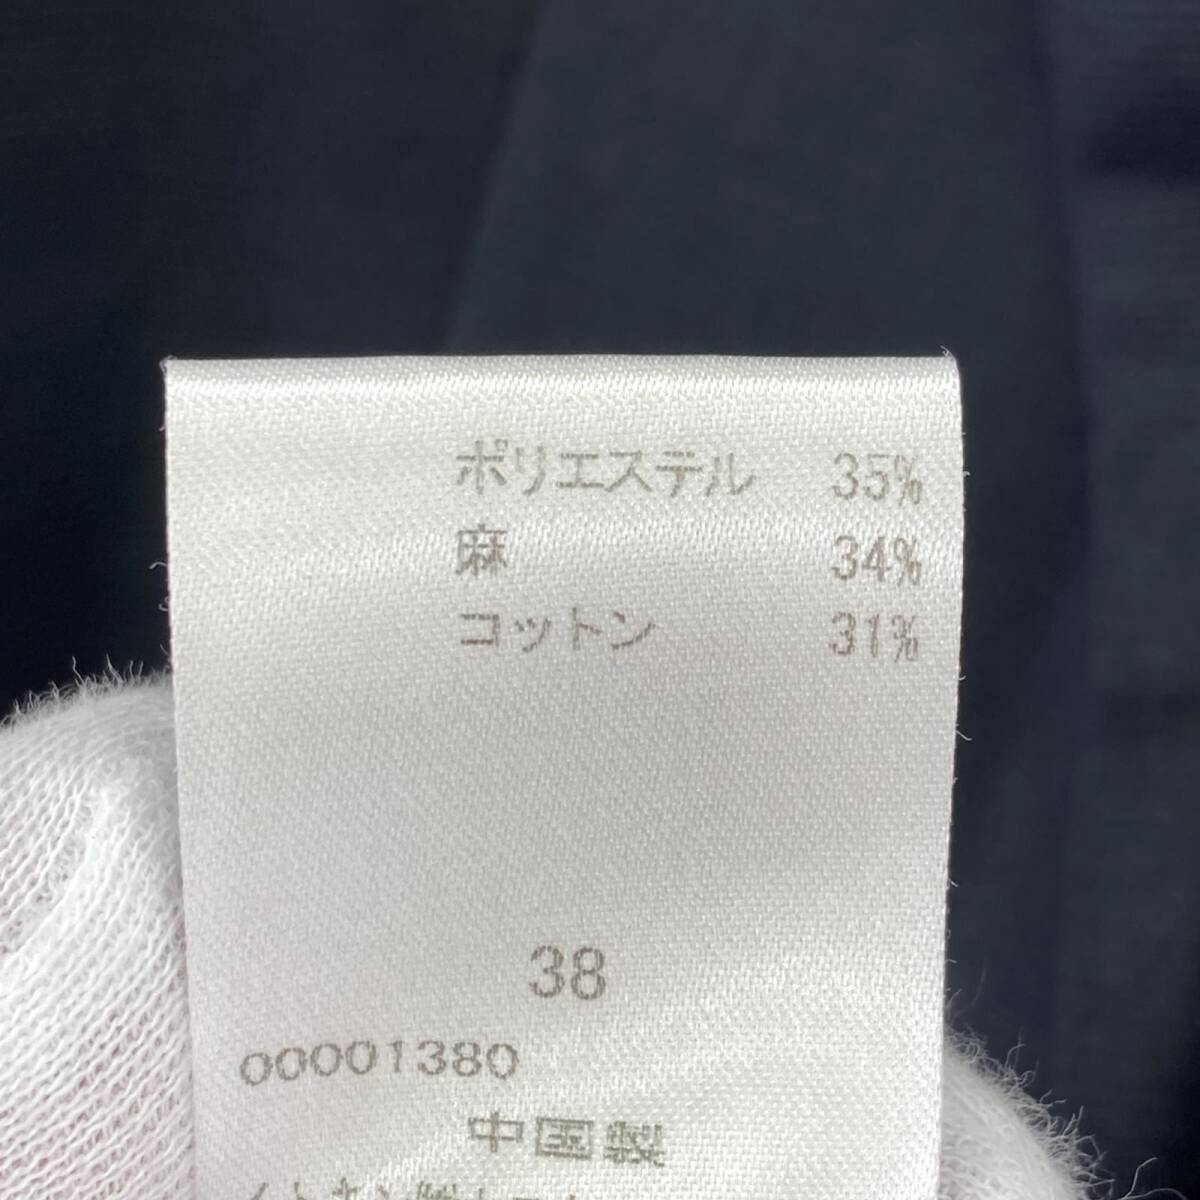 ポリエステル 35%
麻 34%
コットン 31%
38
00001380
中国製